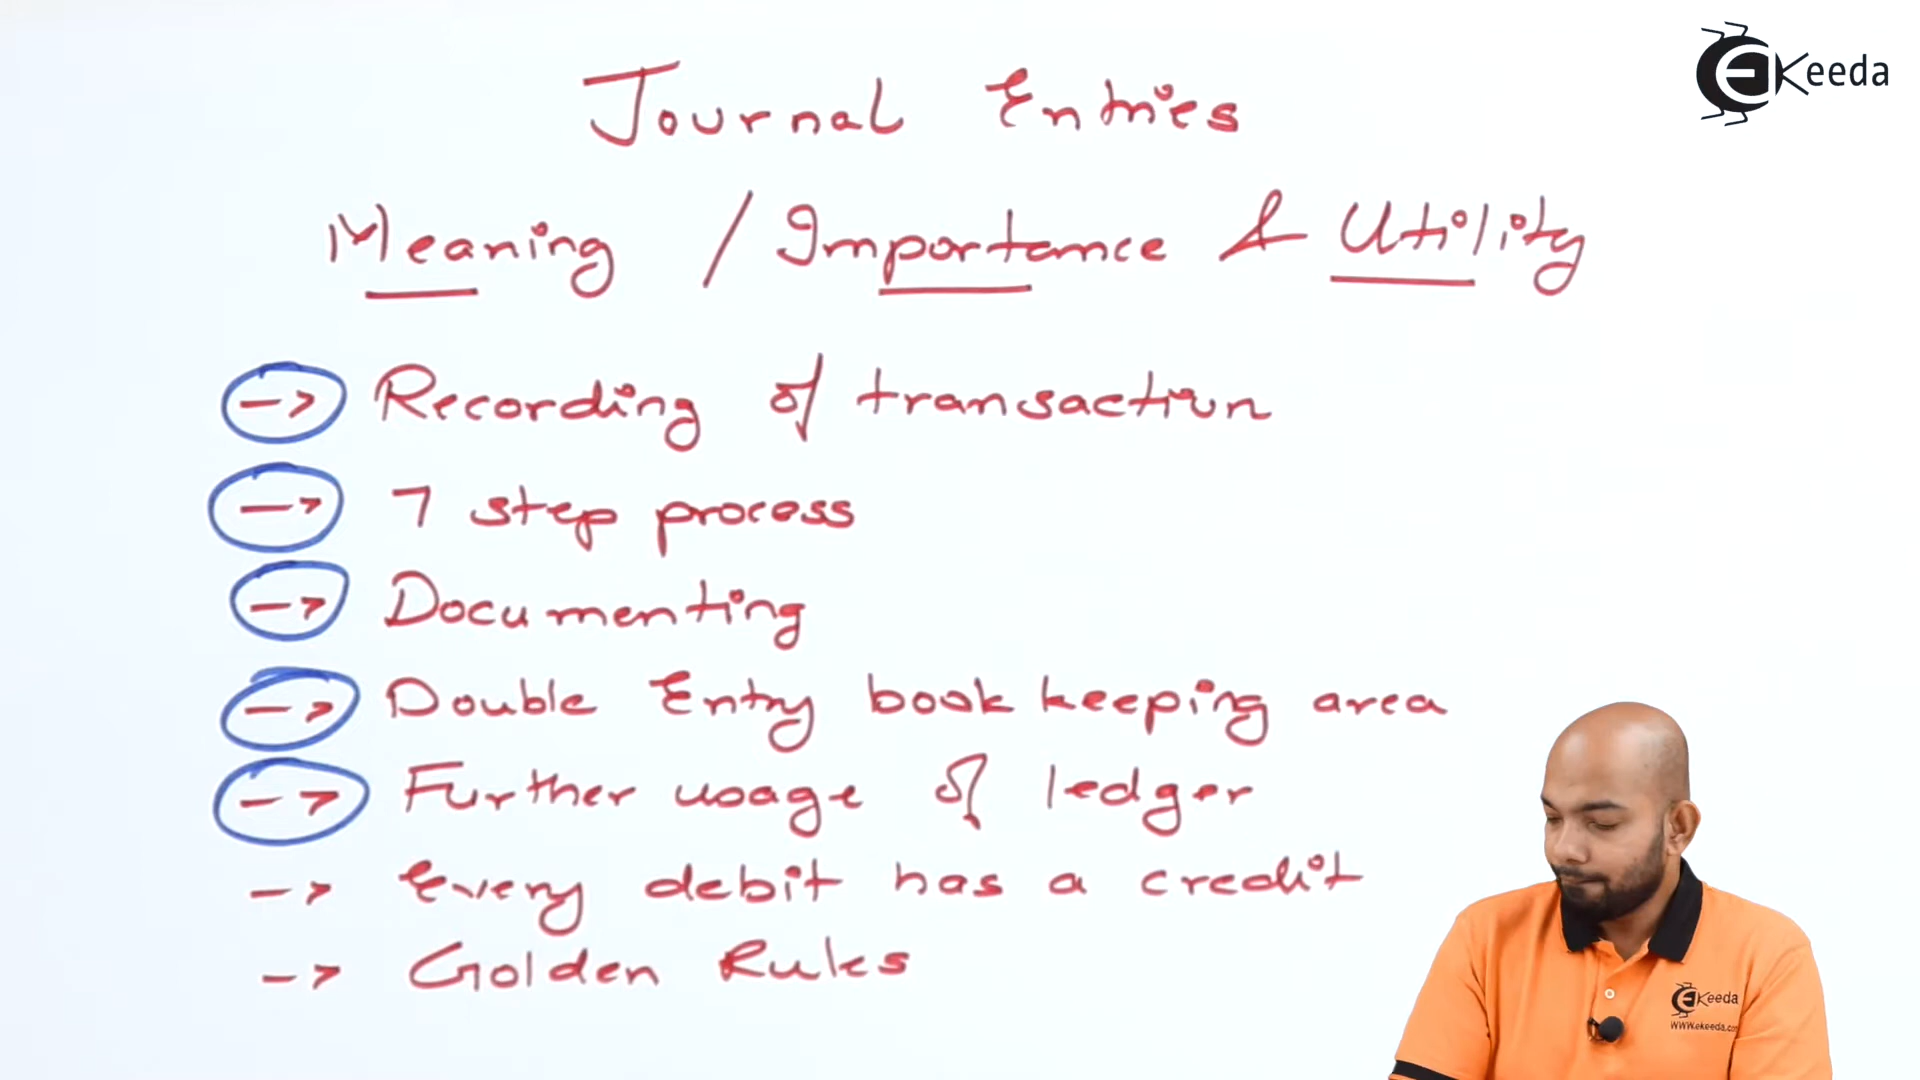 Journal Entries
Meaning / Importance & Utility
-> Recording of transaction
-> 7 step process
-> Documenting
-> Double Entry book keeping area
-> Further usage of ledger
-> Every debit has a credit
-> Golden Rules
EKeeda
EKeeda
www.ekeeda.co